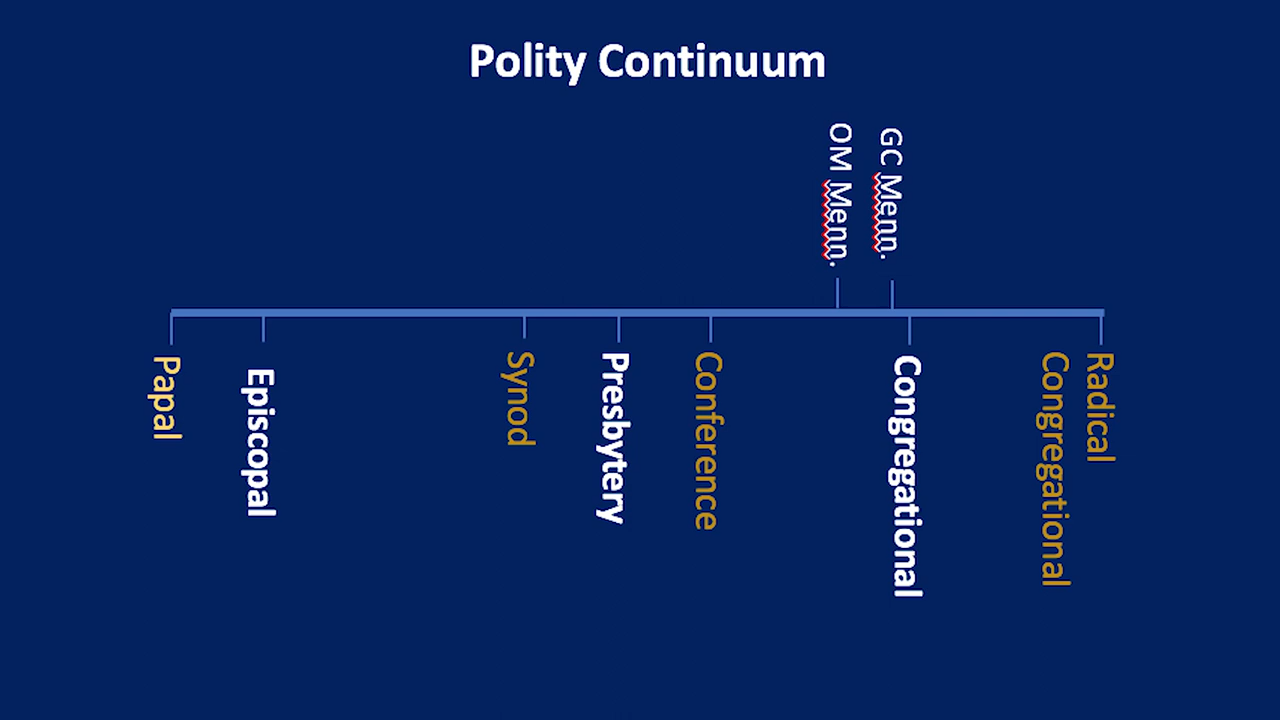 Polity Continuum
OM Menn.
GC Menn.
Papal
Episcopal
Synod
Presbytery
Conference
Congregational
Radical
Congregational